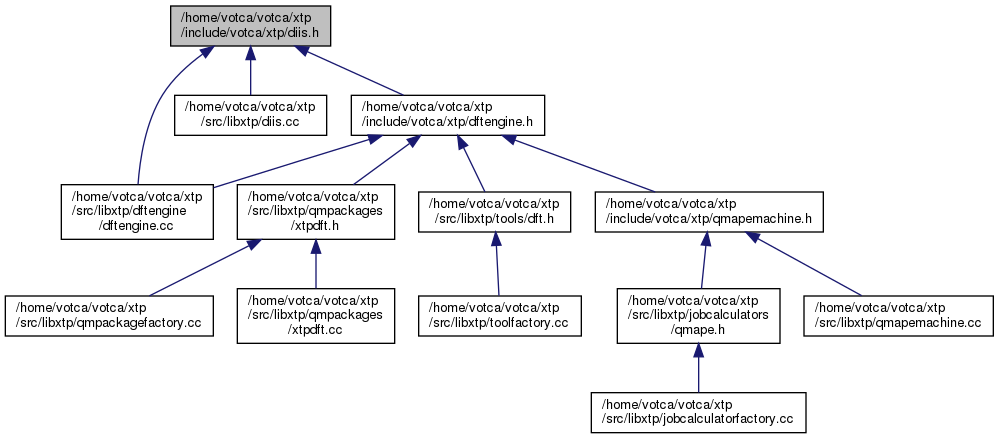 /home/votca/votca/xtp
/include/votca/xtp/diis.h
/home/votca/votca/xtp
/src/libxtp/diis.cc
/home/votca/votca/xtp
/include/votca/xtp/dftengine.h
/home/votca/votca/xtp
/src/libxtp/dftengine
/dftengine.cc
/home/votca/votca/xtp
/src/libxtp/qmpackages
/xtpdft.h
/home/votca/votca/xtp
/src/libxtp/tools/dft.h
/home/votca/votca/xtp
/include/votca/xtp/qmapemachine.h
/home/votca/votca/xtp
/src/libxtp/qmpackagefactory.cc
/home/votca/votca/xtp
/src/libxtp/qmpackages
/xtpdft.cc
/home/votca/votca/xtp
/src/libxtp/toolfactory.cc
/home/votca/votca/xtp
/src/libxtp/jobcalculators
/qmape.h
/home/votca/votca/xtp
/src/libxtp/qmapemachine.cc
/home/votca/votca/xtp
/src/libxtp/jobcalculatorfactory.cc